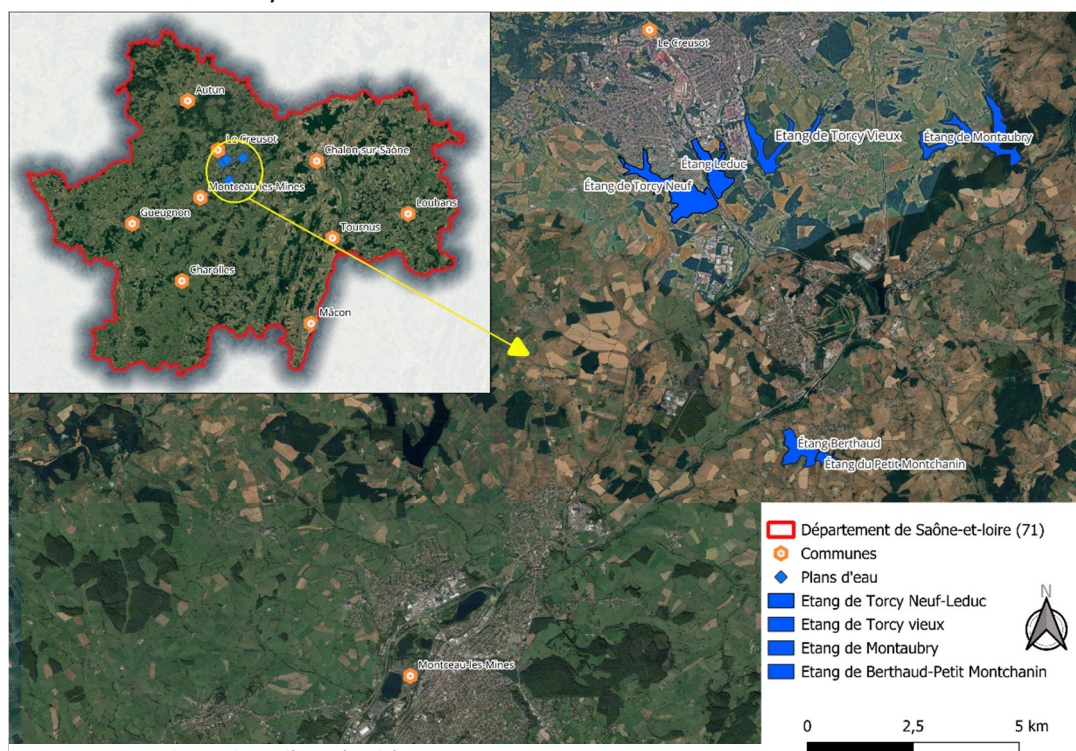 Autun
Le Creusot
Chalon-sur-Saône
Montceau-les-Mines
Gueugnon
Louhans
Tournus
Charolles
Mâcon
Le Creusot
Etang de Torcy Vieux
Étang de Montaubry
Étang Leduc
Étang de Torcy Neuf
Étang Berthaud
Étang du Petit Montchanin
Montceau-les-Mines
Département de Saône-et-loire (71)
Communes
Plans d'eau
Etang de Torcy Neuf-Leduc
Etang de Torcy vieux
Etang de Montaubry
Etang de Berthaud-Petit Montchanin
N
0 2,5 5 km